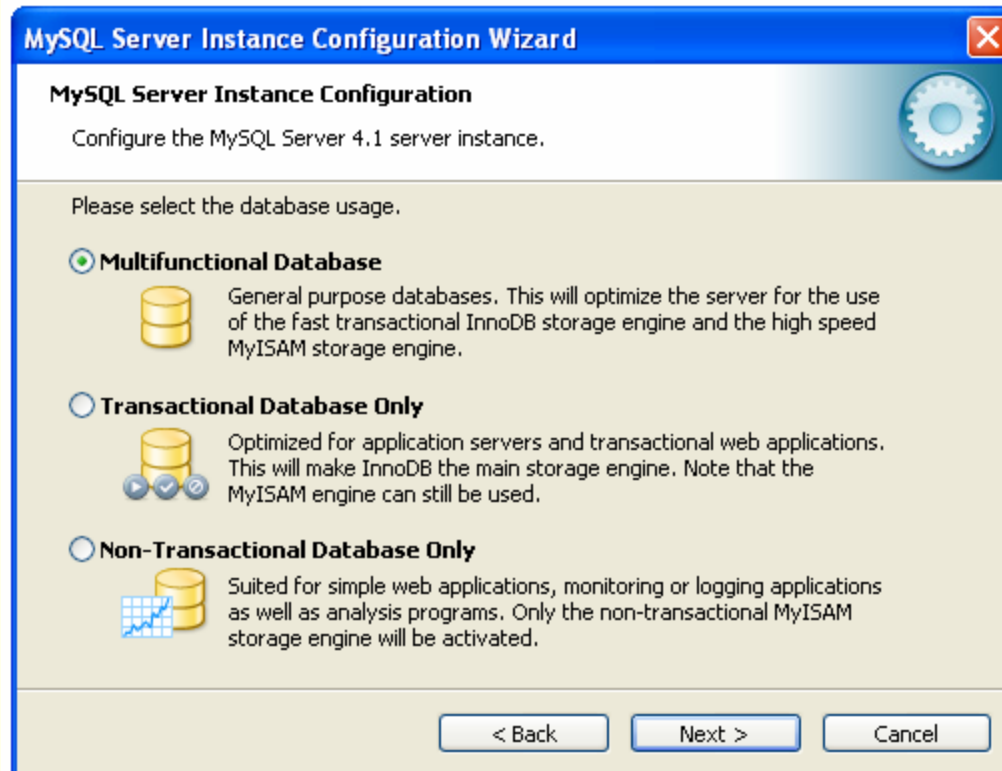 MySQL Server Instance Configuration Wizard
MySQL Server Instance Configuration
Configure the MySQL Server 4.1 server instance.
Please select the database usage.
Multifunctional Database
General purpose databases. This will optimize the server for the use
of the fast transactional InnoDB storage engine and the high speed
MyISAM storage engine.
Transactional Database Only
Optimized for application servers and transactional web applications.
This will make InnoDB the main storage engine. Note that the
MyISAM engine can still be used.
Non-Transactional Database Only
Suited for simple web applications, monitoring or logging applications
as well as analysis programs. Only the non-transactional MyISAM
storage engine will be activated.
< Back Next > Cancel